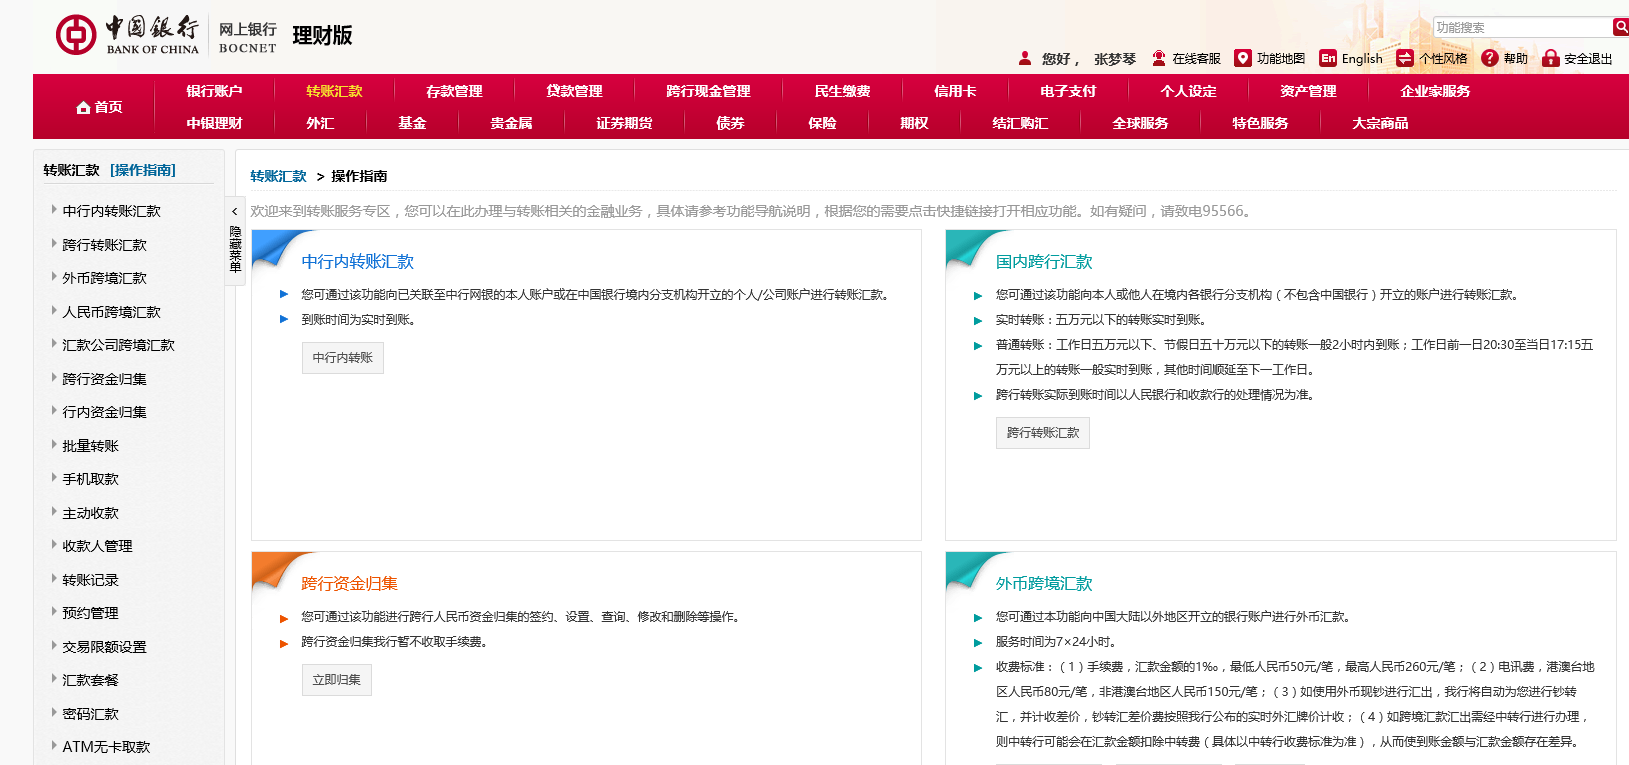 中国银行
BANK OF CHINA
网上银行
BOCNET
理财版
功能搜索
您好， 张梦琴 在线客服 功能地图 En English 个性风格 ? 帮助 安全退出
首页
银行账户 转账汇款 存款管理 贷款管理 跨行现金管理 民生缴费 信用卡 电子支付 个人设定 资产管理 企业家服务
中银理财 外汇 基金 贵金属 证券期货 债券 保险 期权 结汇购汇 全球服务 特色服务 大宗商品
转账汇款 [操作指南]
中行内转账汇款
跨行转账汇款
外币跨境汇款
人民币跨境汇款
汇款公司跨境汇款
跨行资金归集
行内资金归集
批量转账
手机取款
主动收款
收款人管理
转账记录
预约管理
交易限额设置
汇款套餐
密码汇款
ATM无卡取款
< 隐藏菜单
转账汇款 > 操作指南
欢迎来到转账服务专区，您可以在此办理与转账相关的金融业务，具体请参考功能导航说明，根据您的需要点击快捷链接打开相应功能。如有疑问，请致电95566。
中行内转账汇款
您可通过该功能向已关联至中行网银的本人账户或在中国银行境内分支机构开立的个人/公司账户进行转账汇款。
到账时间为实时到账。
中行内转账
国内跨行汇款
您可通过该功能向本人或他人在境内各银行分支机构（不包含中国银行）开立的账户进行转账汇款。
实时转账：五万元以下的转账实时到账。
普通转账：工作日五万元以下、节假日五十万元以下的转账一般2小时内到账；工作日前一日20:30至当日17:15五
万元以上的转账一般实时到账，其他时间顺延至下一工作日。
跨行转账实际到账时间以人民银行和收款行的处理情况为准。
跨行转账汇款
跨行资金归集
您可通过该功能进行跨行人民币资金归集的签约、设置、查询、修改和删除等操作。
跨行资金归集我行暂不收取手续费。
立即归集
外币跨境汇款
您可通过本功能向中国大陆以外地区开立的银行账户进行外币汇款。
服务时间为7×24小时。
收费标准：（1）手续费，汇款金额的1‰，最低人民币50元/笔，最高人民币260元/笔；（2）电讯费，港澳台地
区人民币80元/笔，非港澳台地区人民币150元/笔；（3）如使用外币现钞进行汇出，我行将自动为您进行钞转
汇，并计收差价，钞转汇差价费按照我行公布的实时外汇牌价计收；（4）如跨境汇款汇出需经中转行进行办理，
则中转行可能会在汇款金额扣除中转费（具体以中转行收费标准为准），从而使到账金额与汇款金额存在差异。